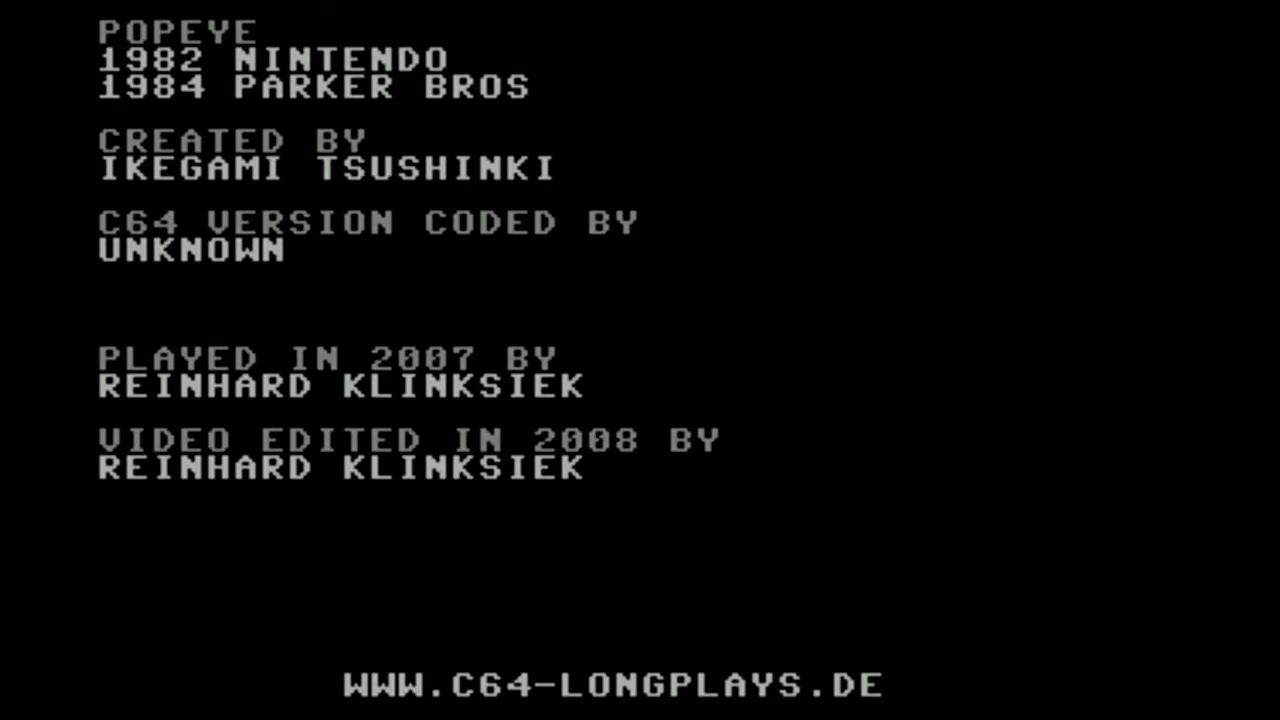 POPEYE
1982 NINTENDO
1984 PARKER BROS
CREATED BY
IKEGAMI TSUSHINKI
C64 VERSION CODED BY
UNKNOWN
PLAYED IN 2007 BY
REINHARD KLINKSIEK
VIDEO EDITED IN 2008 BY
REINHARD KLINKSIEK
WWW.C64-LONGPLAYS.DE